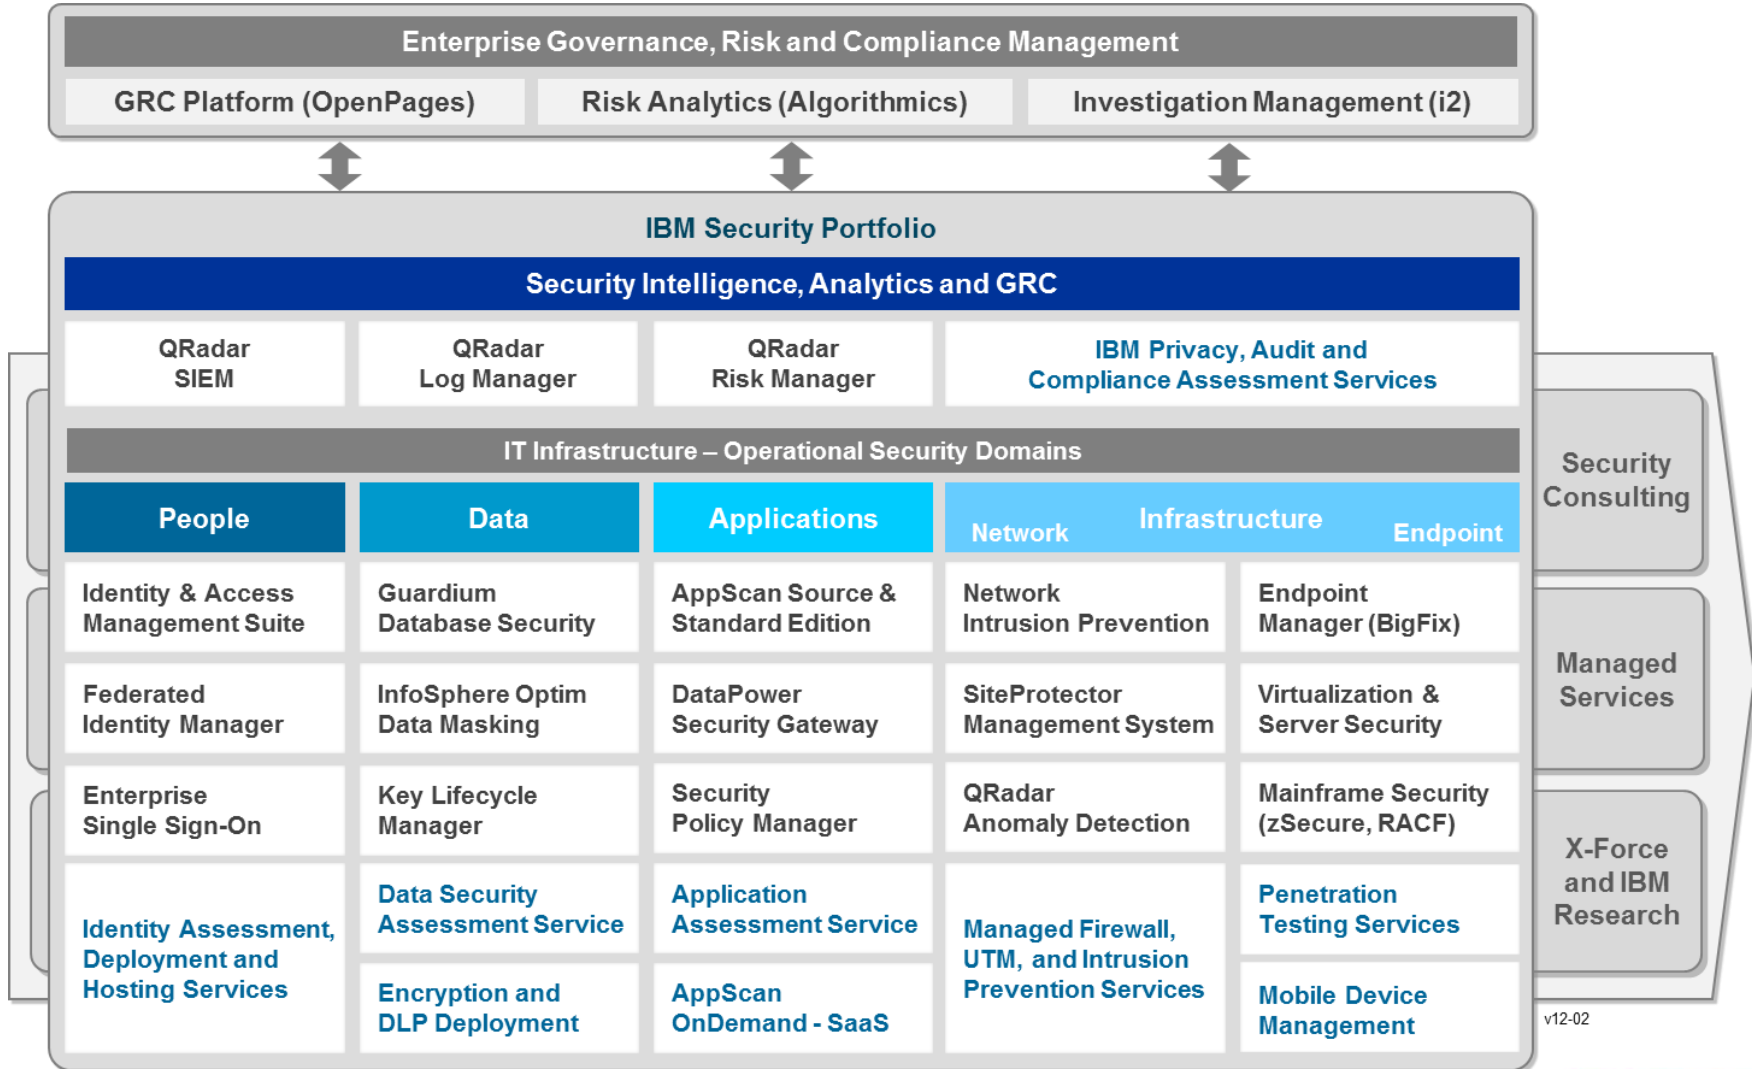 Enterprise Governance, Risk and Compliance Management
GRC Platform (OpenPages)
Risk Analytics (Algorithmics)
Investigation Management (i2)
IBM Security Portfolio
Security Intelligence, Analytics and GRC
QRadar
SIEM
QRadar
Log Manager
QRadar
Risk Manager
IBM Privacy, Audit and
Compliance Assessment Services
IT Infrastructure – Operational Security Domains
People
Data
Applications
Infrastructure
Network
Endpoint
Identity & Access
Management Suite
Guardium
Database Security
AppScan Source &
Standard Edition
Network
Intrusion Prevention
Endpoint
Manager (BigFix)
Federated
Identity Manager
InfoSphere Optim
Data Masking
DataPower
Security Gateway
SiteProtector
Management System
Virtualization &
Server Security
Enterprise
Single Sign-On
Key Lifecycle
Manager
Security
Policy Manager
QRadar
Anomaly Detection
Mainframe Security
(zSecure, RACF)
Identity Assessment,
Deployment and
Hosting Services
Data Security
Assessment Service
Application
Assessment Service
Managed Firewall,
UTM, and Intrusion
Prevention Services
Penetration
Testing Services
Encryption and
DLP Deployment
AppScan
OnDemand - SaaS
Mobile Device
Management
Security
Consulting
Managed
Services
X-Force
and IBM
Research
v12-02